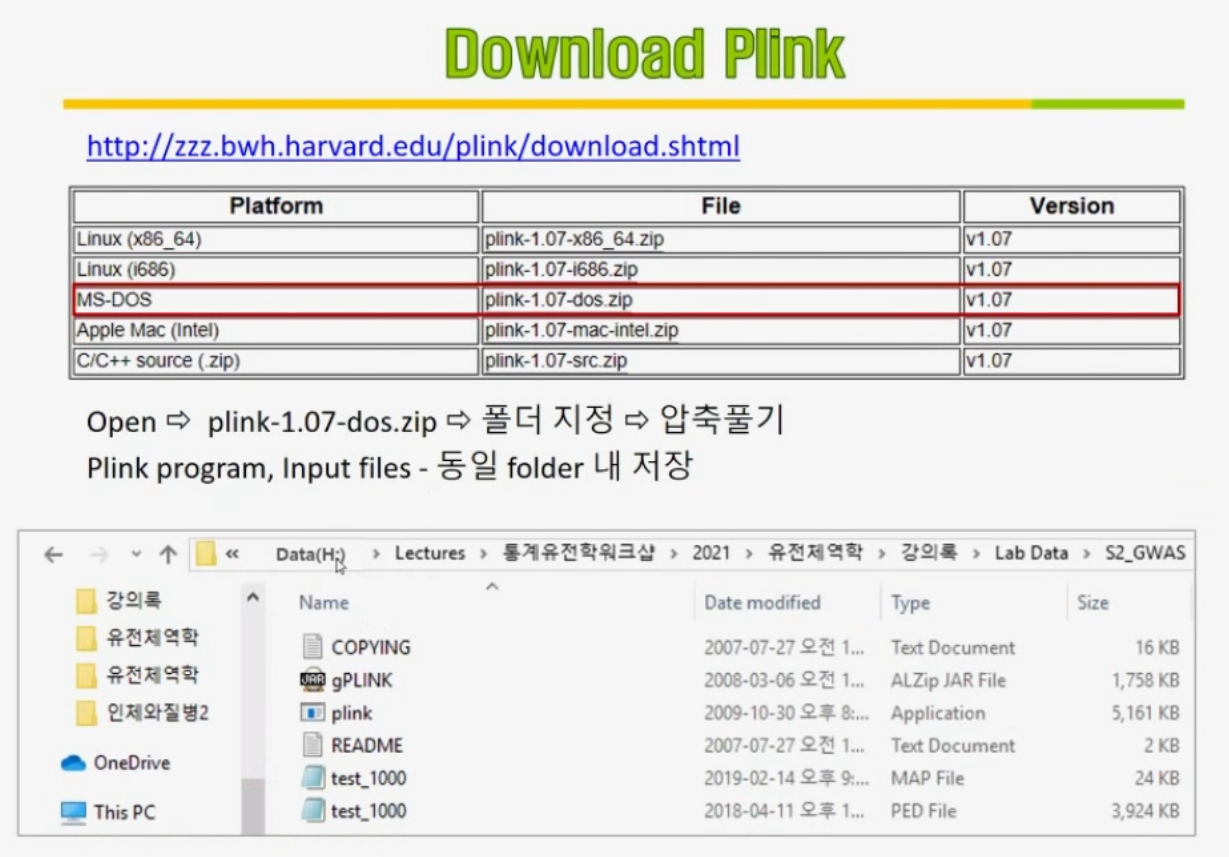 Download Plink
http://zzz.bwh.harvard.edu/plink/download.shtml
Platform File Version
Linux (x86_64) plink-1.07-x86_64.zip v1.07
Linux (i686) plink-1.07-i686.zip v1.07
MS-DOS plink-1.07-dos.zip v1.07
Apple Mac (Intel) plink-1.07-mac-intel.zip v1.07
C/C++ source (.zip) plink-1.07-src.zip v1.07
Open ⇨ plink-1.07-dos.zip ⇨ 폴더 지정 ⇨ 압축풀기
Plink program, Input files - 동일 folder 내 저장
« Data(H:) › Lectures › 통계유전학워크샵 › 2021 › 유전체역학 › 강의록 › Lab Data › S2_GWAS
강의록
유전체역학
유전체역학
인체와질병2
OneDrive
This PC
Name Date modified Type Size
COPYING 2007-07-27 오전 1... Text Document 16 KB
JAR gPLINK 2008-03-06 오전 1... ALZip JAR File 1,758 KB
plink 2009-10-30 오후 8:... Application 5,161 KB
README 2007-07-27 오전 1... Text Document 2 KB
test_1000 2019-02-14 오후 9:... MAP File 24 KB
test_1000 2018-04-11 오후 1... PED File 3,924 KB